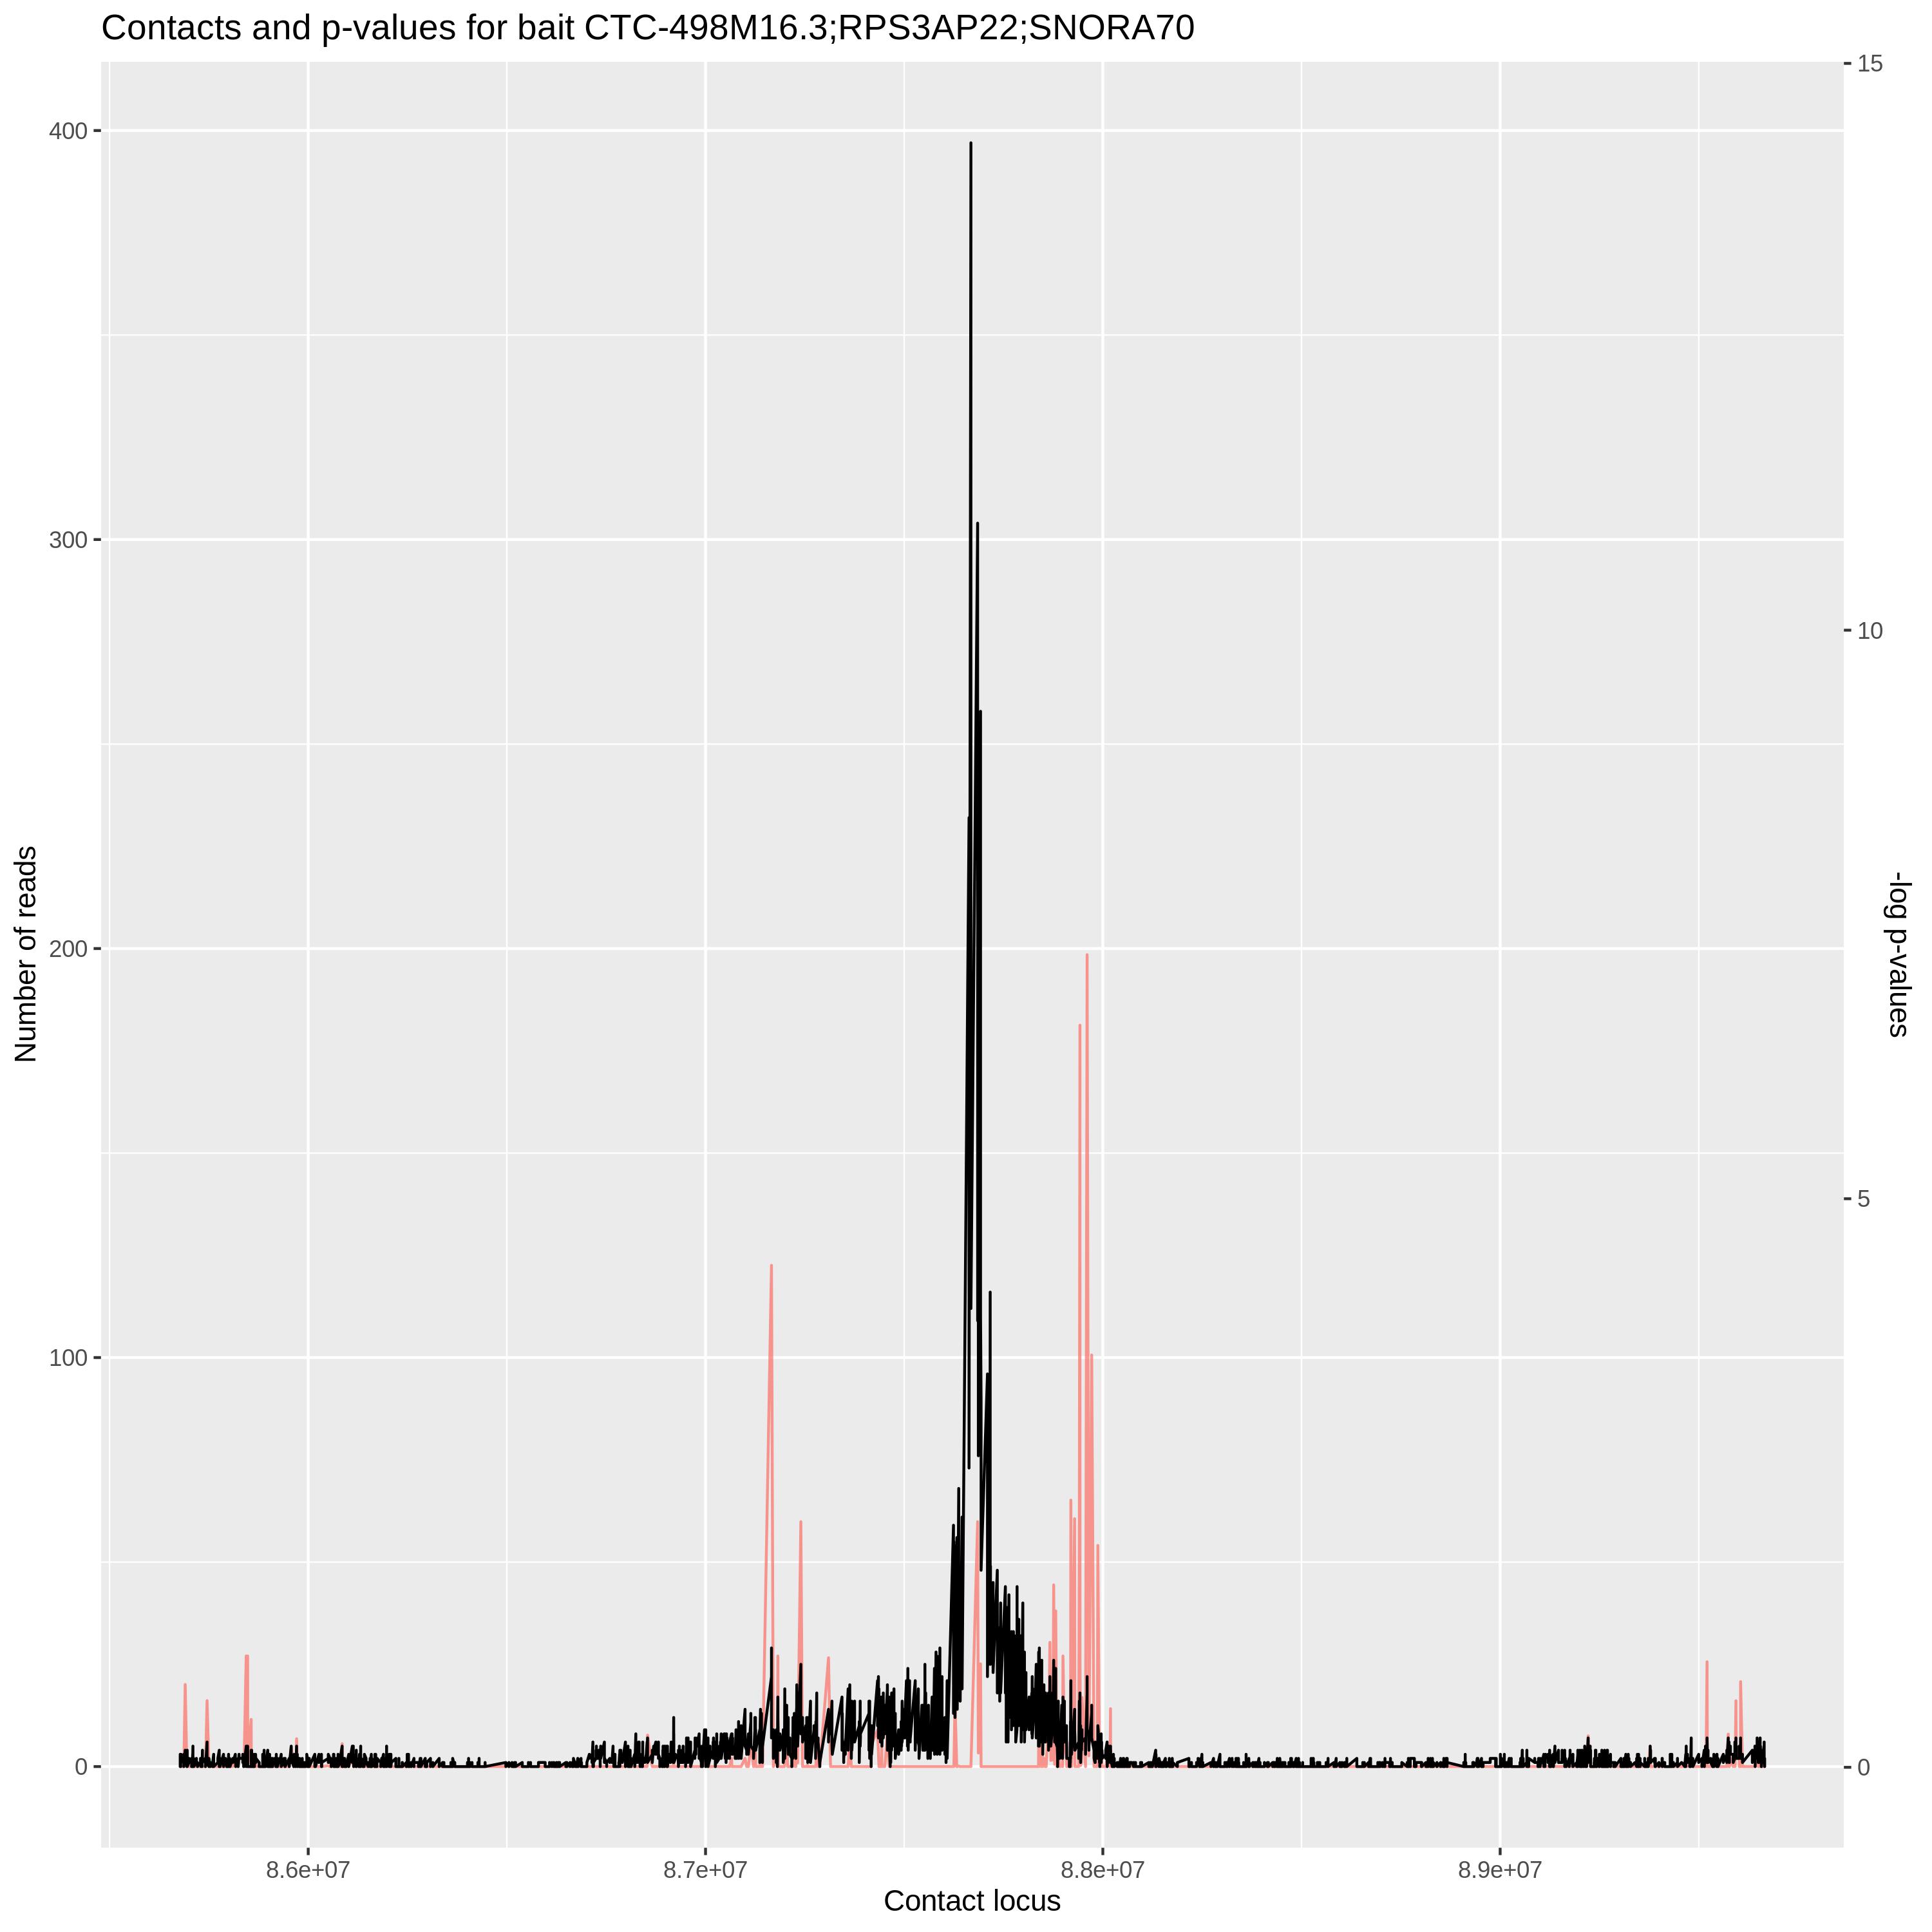 Contacts and p-values for bait CTC-498M16.3;RPS3AP22;SNORA70
400
300
200
100
0
Number of reads
15
10
5
0
-log p-values
8.6e+07 8.7e+07 8.8e+07 8.9e+07
Contact locus